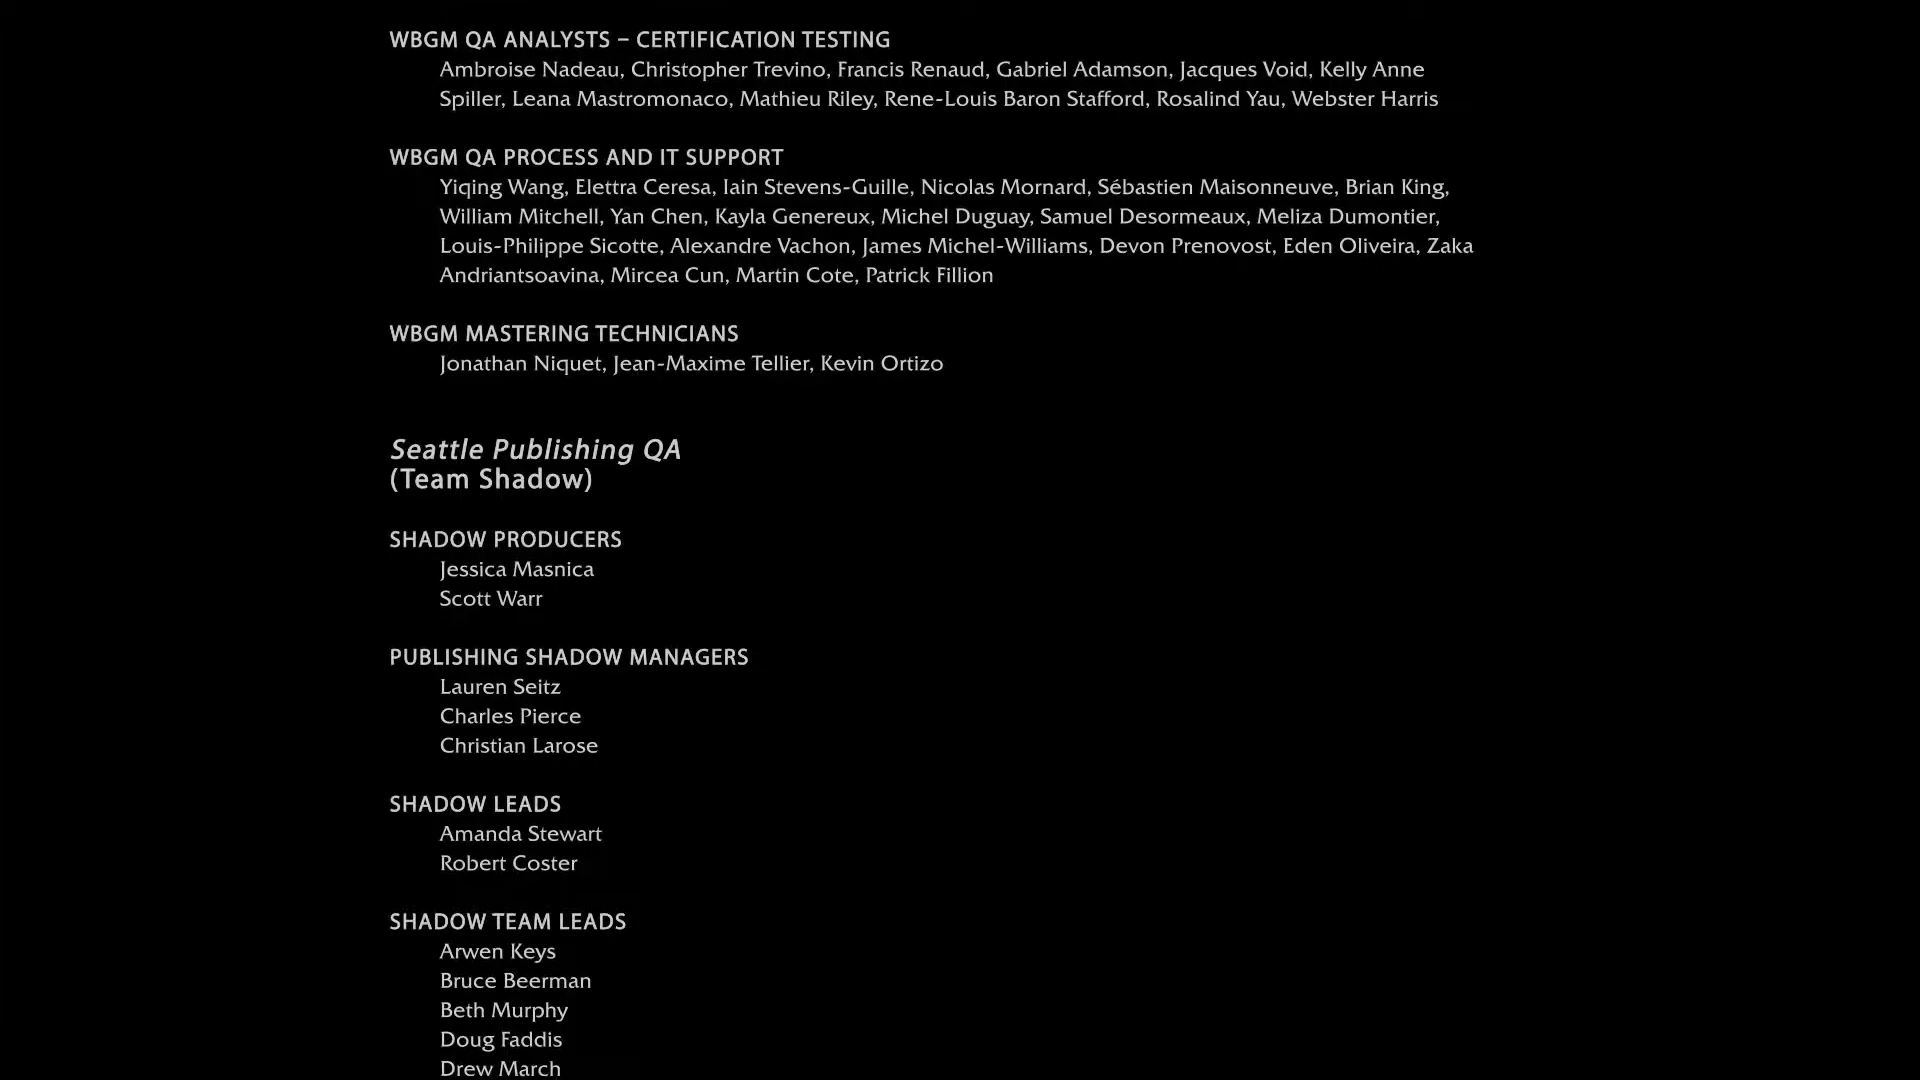 WBGM QA ANALYSTS – CERTIFICATION TESTING
Ambroise Nadeau, Christopher Trevino, Francis Renaud, Gabriel Adamson, Jacques Void, Kelly Anne
Spiller, Leana Mastromonaco, Mathieu Riley, Rene-Louis Baron Stafford, Rosalind Yau, Webster Harris
WBGM QA PROCESS AND IT SUPPORT
Yiqing Wang, Elettra Ceresa, Iain Stevens-Guille, Nicolas Mornard, Sébastien Maisonneuve, Brian King,
William Mitchell, Yan Chen, Kayla Genereux, Michel Duguay, Samuel Desormeaux, Meliza Dumontier,
Louis-Philippe Sicotte, Alexandre Vachon, James Michel-Williams, Devon Prenovost, Eden Oliveira, Zaka
Andriantsoavina, Mircea Cun, Martin Cote, Patrick Fillion
WBGM MASTERING TECHNICIANS
Jonathan Niquet, Jean-Maxime Tellier, Kevin Ortizo
Seattle Publishing QA
(Team Shadow)
SHADOW PRODUCERS
Jessica Masnica
Scott Warr
PUBLISHING SHADOW MANAGERS
Lauren Seitz
Charles Pierce
Christian Larose
SHADOW LEADS
Amanda Stewart
Robert Coster
SHADOW TEAM LEADS
Arwen Keys
Bruce Beerman
Beth Murphy
Doug Faddis
Drew March